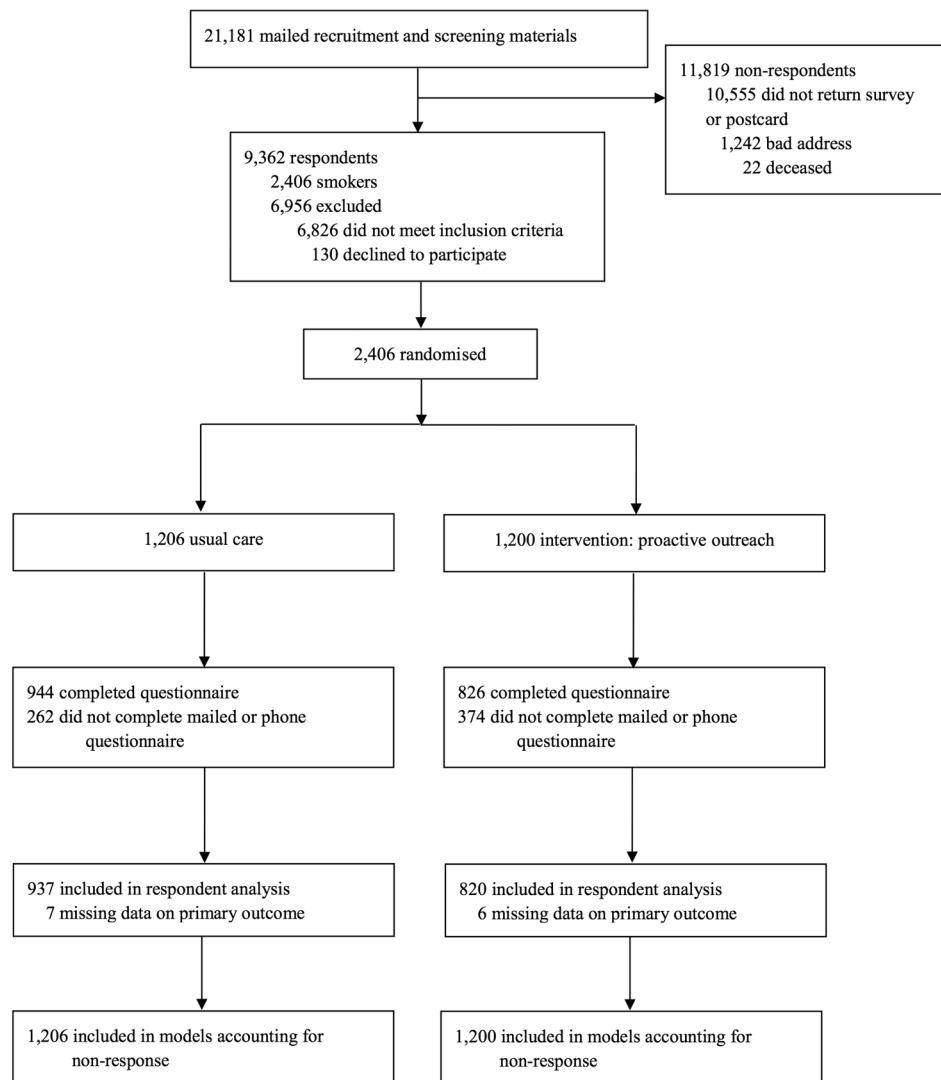 21,181 mailed recruitment and screening materials
11,819 non-respondents
10,555 did not return survey
or postcard
1,242 bad address
22 deceased
9,362 respondents
2,406 smokers
6,956 excluded
6,826 did not meet inclusion criteria
130 declined to participate
2,406 randomised
1,206 usual care
1,200 intervention: proactive outreach
944 completed questionnaire
262 did not complete mailed or phone
questionnaire
826 completed questionnaire
374 did not complete mailed or phone
questionnaire
937 included in respondent analysis
7 missing data on primary outcome
820 included in respondent analysis
6 missing data on primary outcome
1,206 included in models accounting for
non-response
1,200 included in models accounting for
non-response